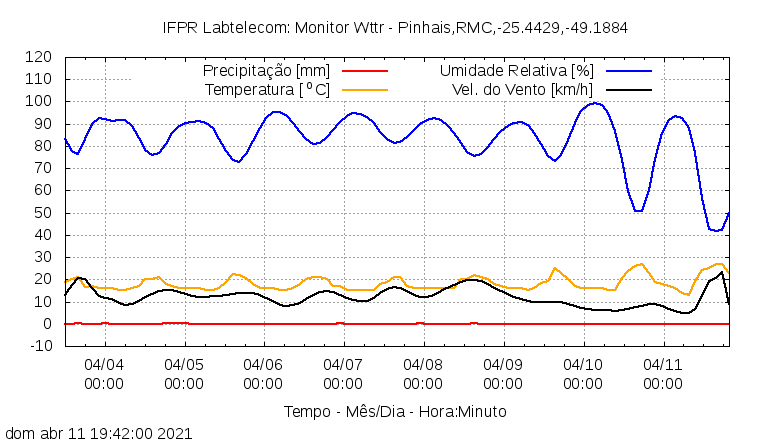 IFPR Labtelecom: Monitor Wttr - Pinhais,RMC,-25.4429,-49.1884
120
110
100
90
80
70
60
50
40
30
20
10
0
-10
Precipitação [mm]
Temperatura [⁰C]
Umidade Relativa [%]
Vel. do Vento [km/h]
04/04 04/05 04/06 04/07 04/08 04/09 04/10 04/11
00:00 00:00 00:00 00:00 00:00 00:00 00:00 00:00
Tempo - Mês/Dia - Hora:Minuto
dom abr 11 19:42:00 2021